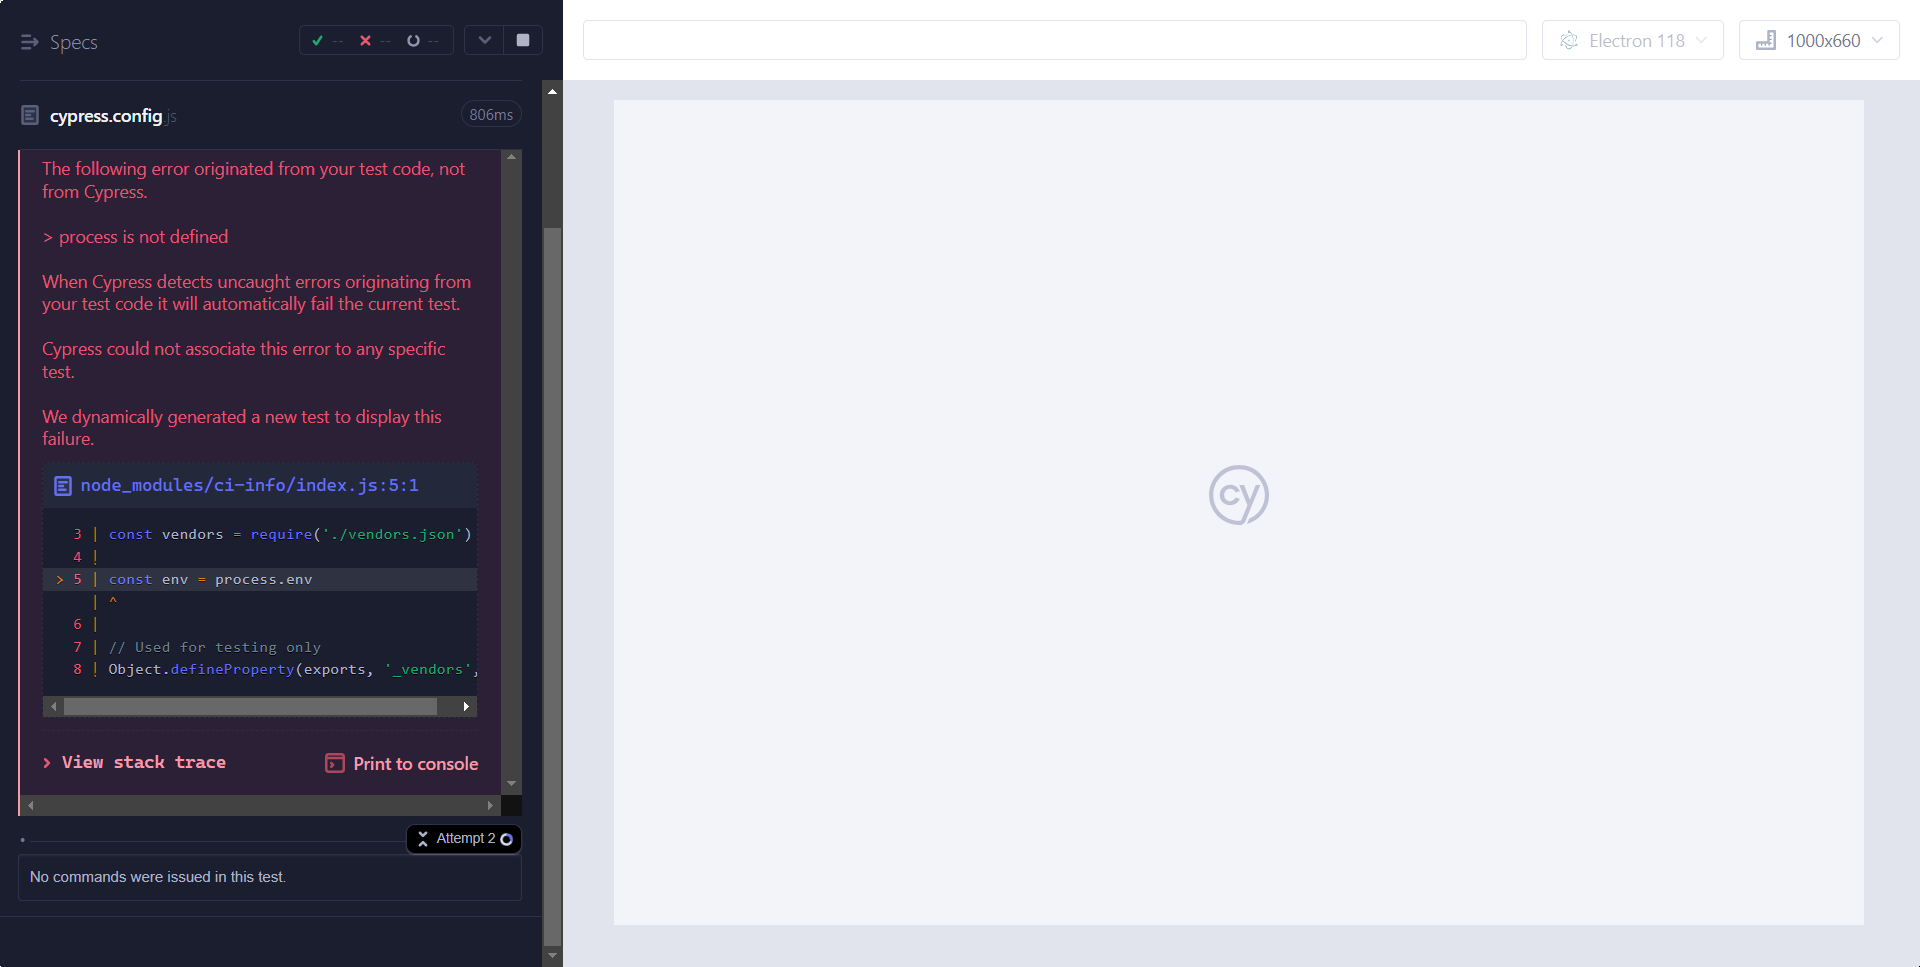 Specs
-- -- --
Electron 118
1000x660
cypress.config.js
806ms
The following error originated from your test code, not
from Cypress.
> process is not defined
When Cypress detects uncaught errors originating from
your test code it will automatically fail the current test.
Cypress could not associate this error to any specific
test.
We dynamically generated a new test to display this
failure.
node_modules/ci-info/index.js:5:1
3 | const vendors = require('./vendors.json')
4 |
> 5 | const env = process.env
| ^
6 |
7 | // Used for testing only
8 | Object.defineProperty(exports, '_vendors',
View stack trace
Print to console
Attempt 2
No commands were issued in this test.
cy